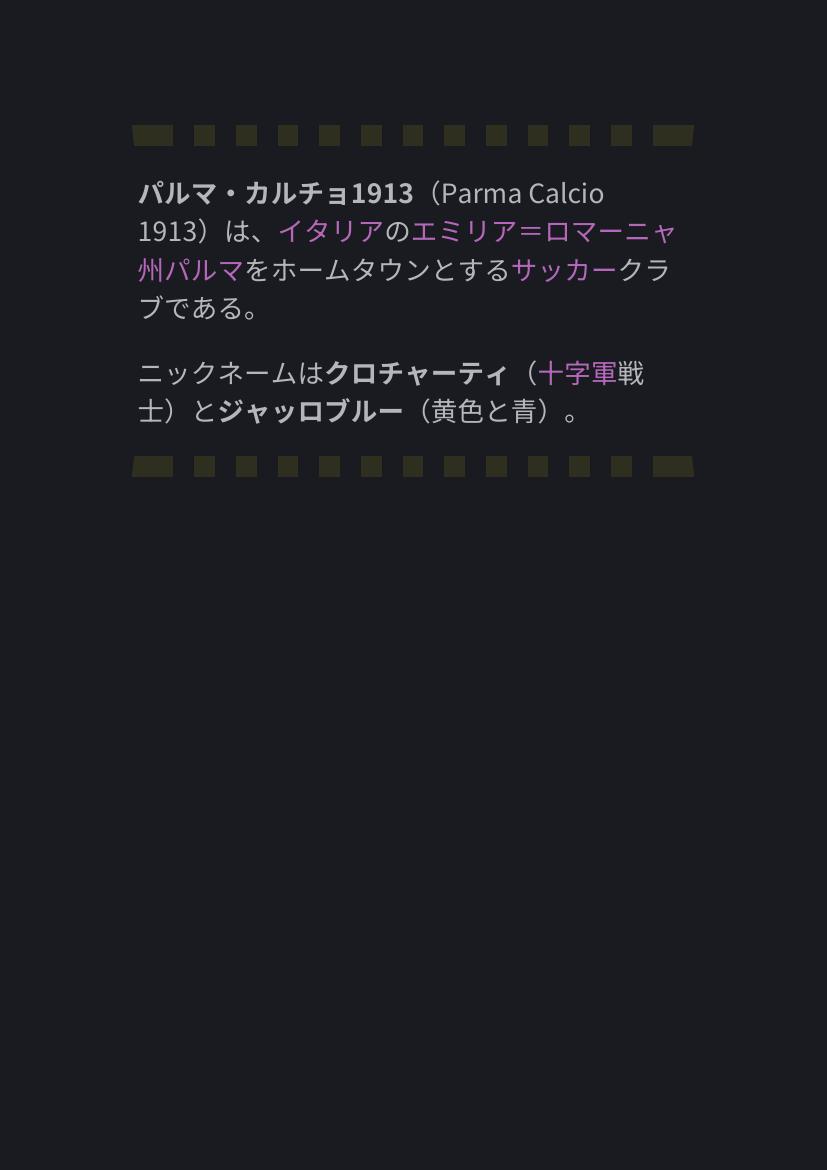 パルマ・カルチョ1913（Parma Calcio
1913）は、イタリアのエミリア＝ロマーニャ
州パルマをホームタウンとするサッカークラ
ブである。
ニックネームはクロチャーティ（十字軍戦
士）とジャッロブルー（黄色と青）。